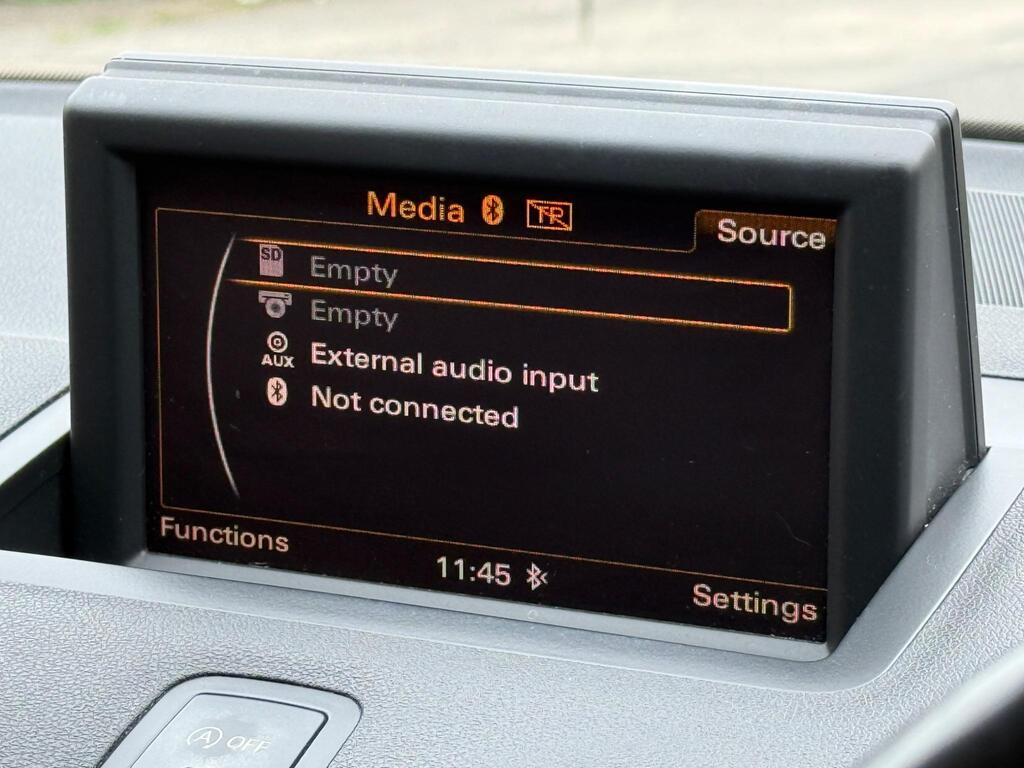 Media TP
Source
SD Empty
Empty
AUX External audio input
Not connected
Functions
11:45
Settings
A OFF